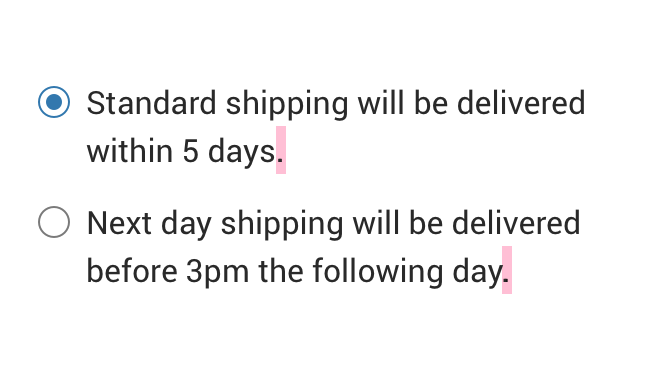 Standard shipping will be delivered
within 5 days.
Next day shipping will be delivered
before 3pm the following day.